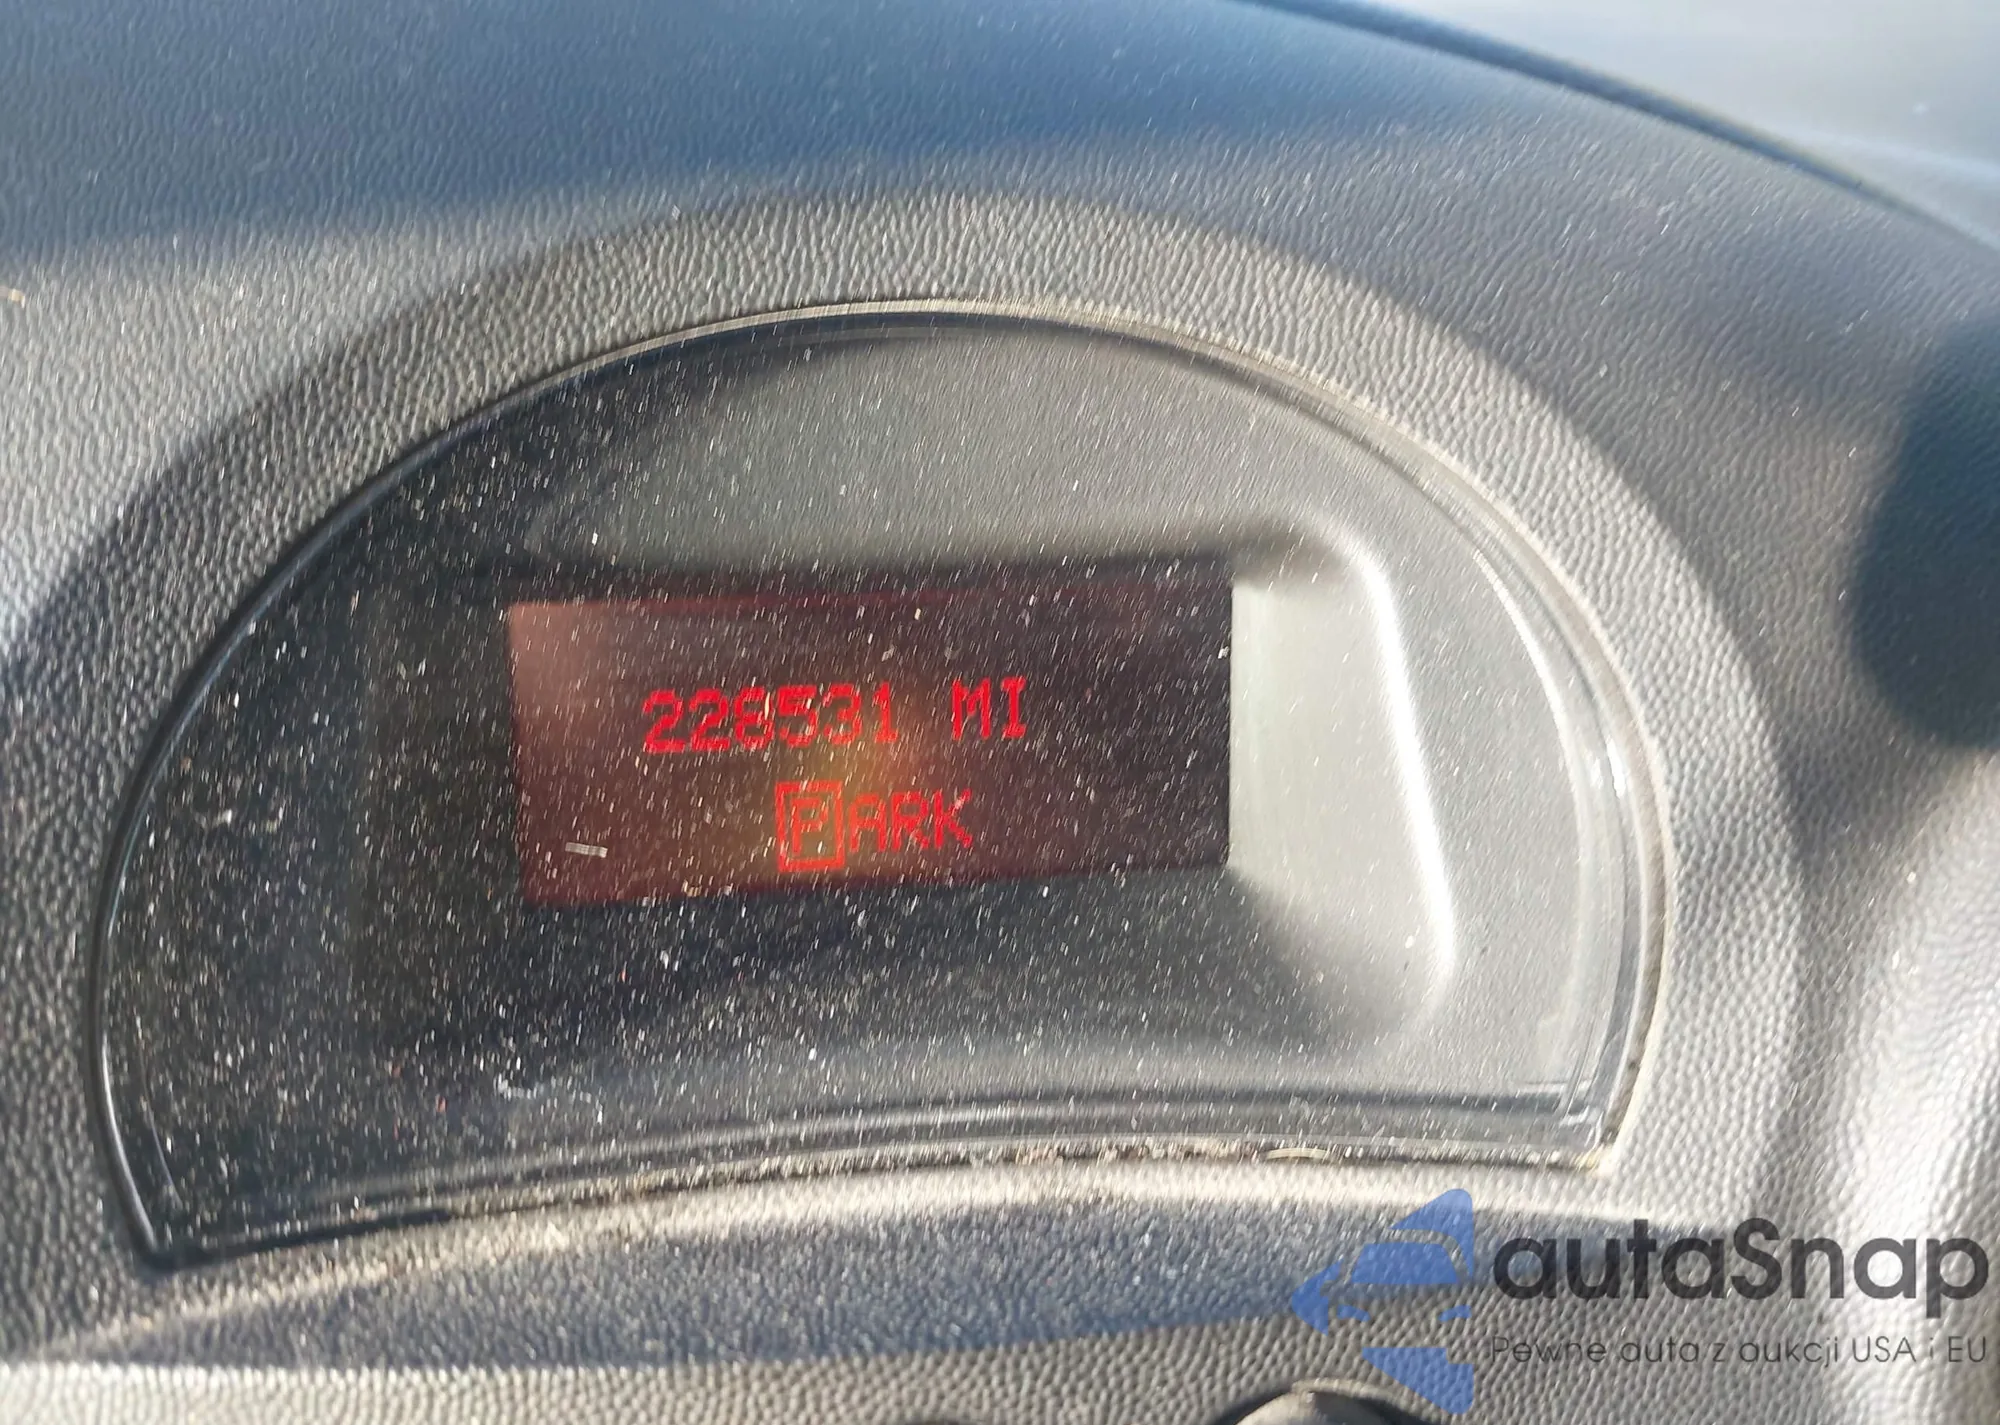 228531 MI
PARK
autaSnap
Pewne auta z aukcji USA i EU